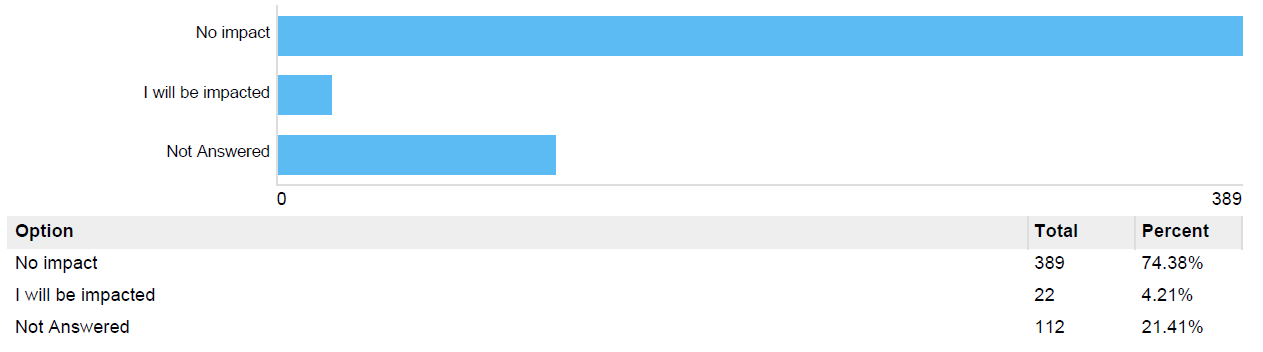 No impact
I will be impacted
Not Answered
0 389
Option Total Percent
No impact 389 74.38%
I will be impacted 22 4.21%
Not Answered 112 21.41%